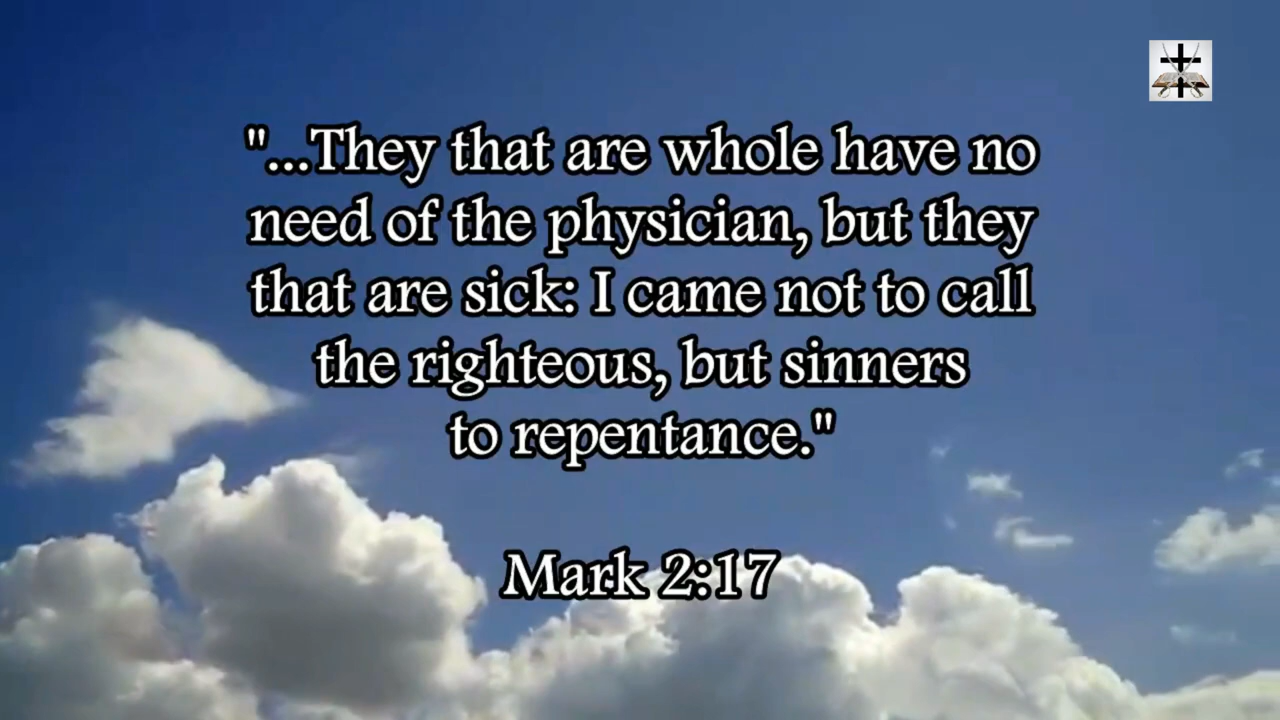 "...They that are whole have no
need of the physician, but they
that are sick: I came not to call
the righteous, but sinners
to repentance."
Mark 2:17